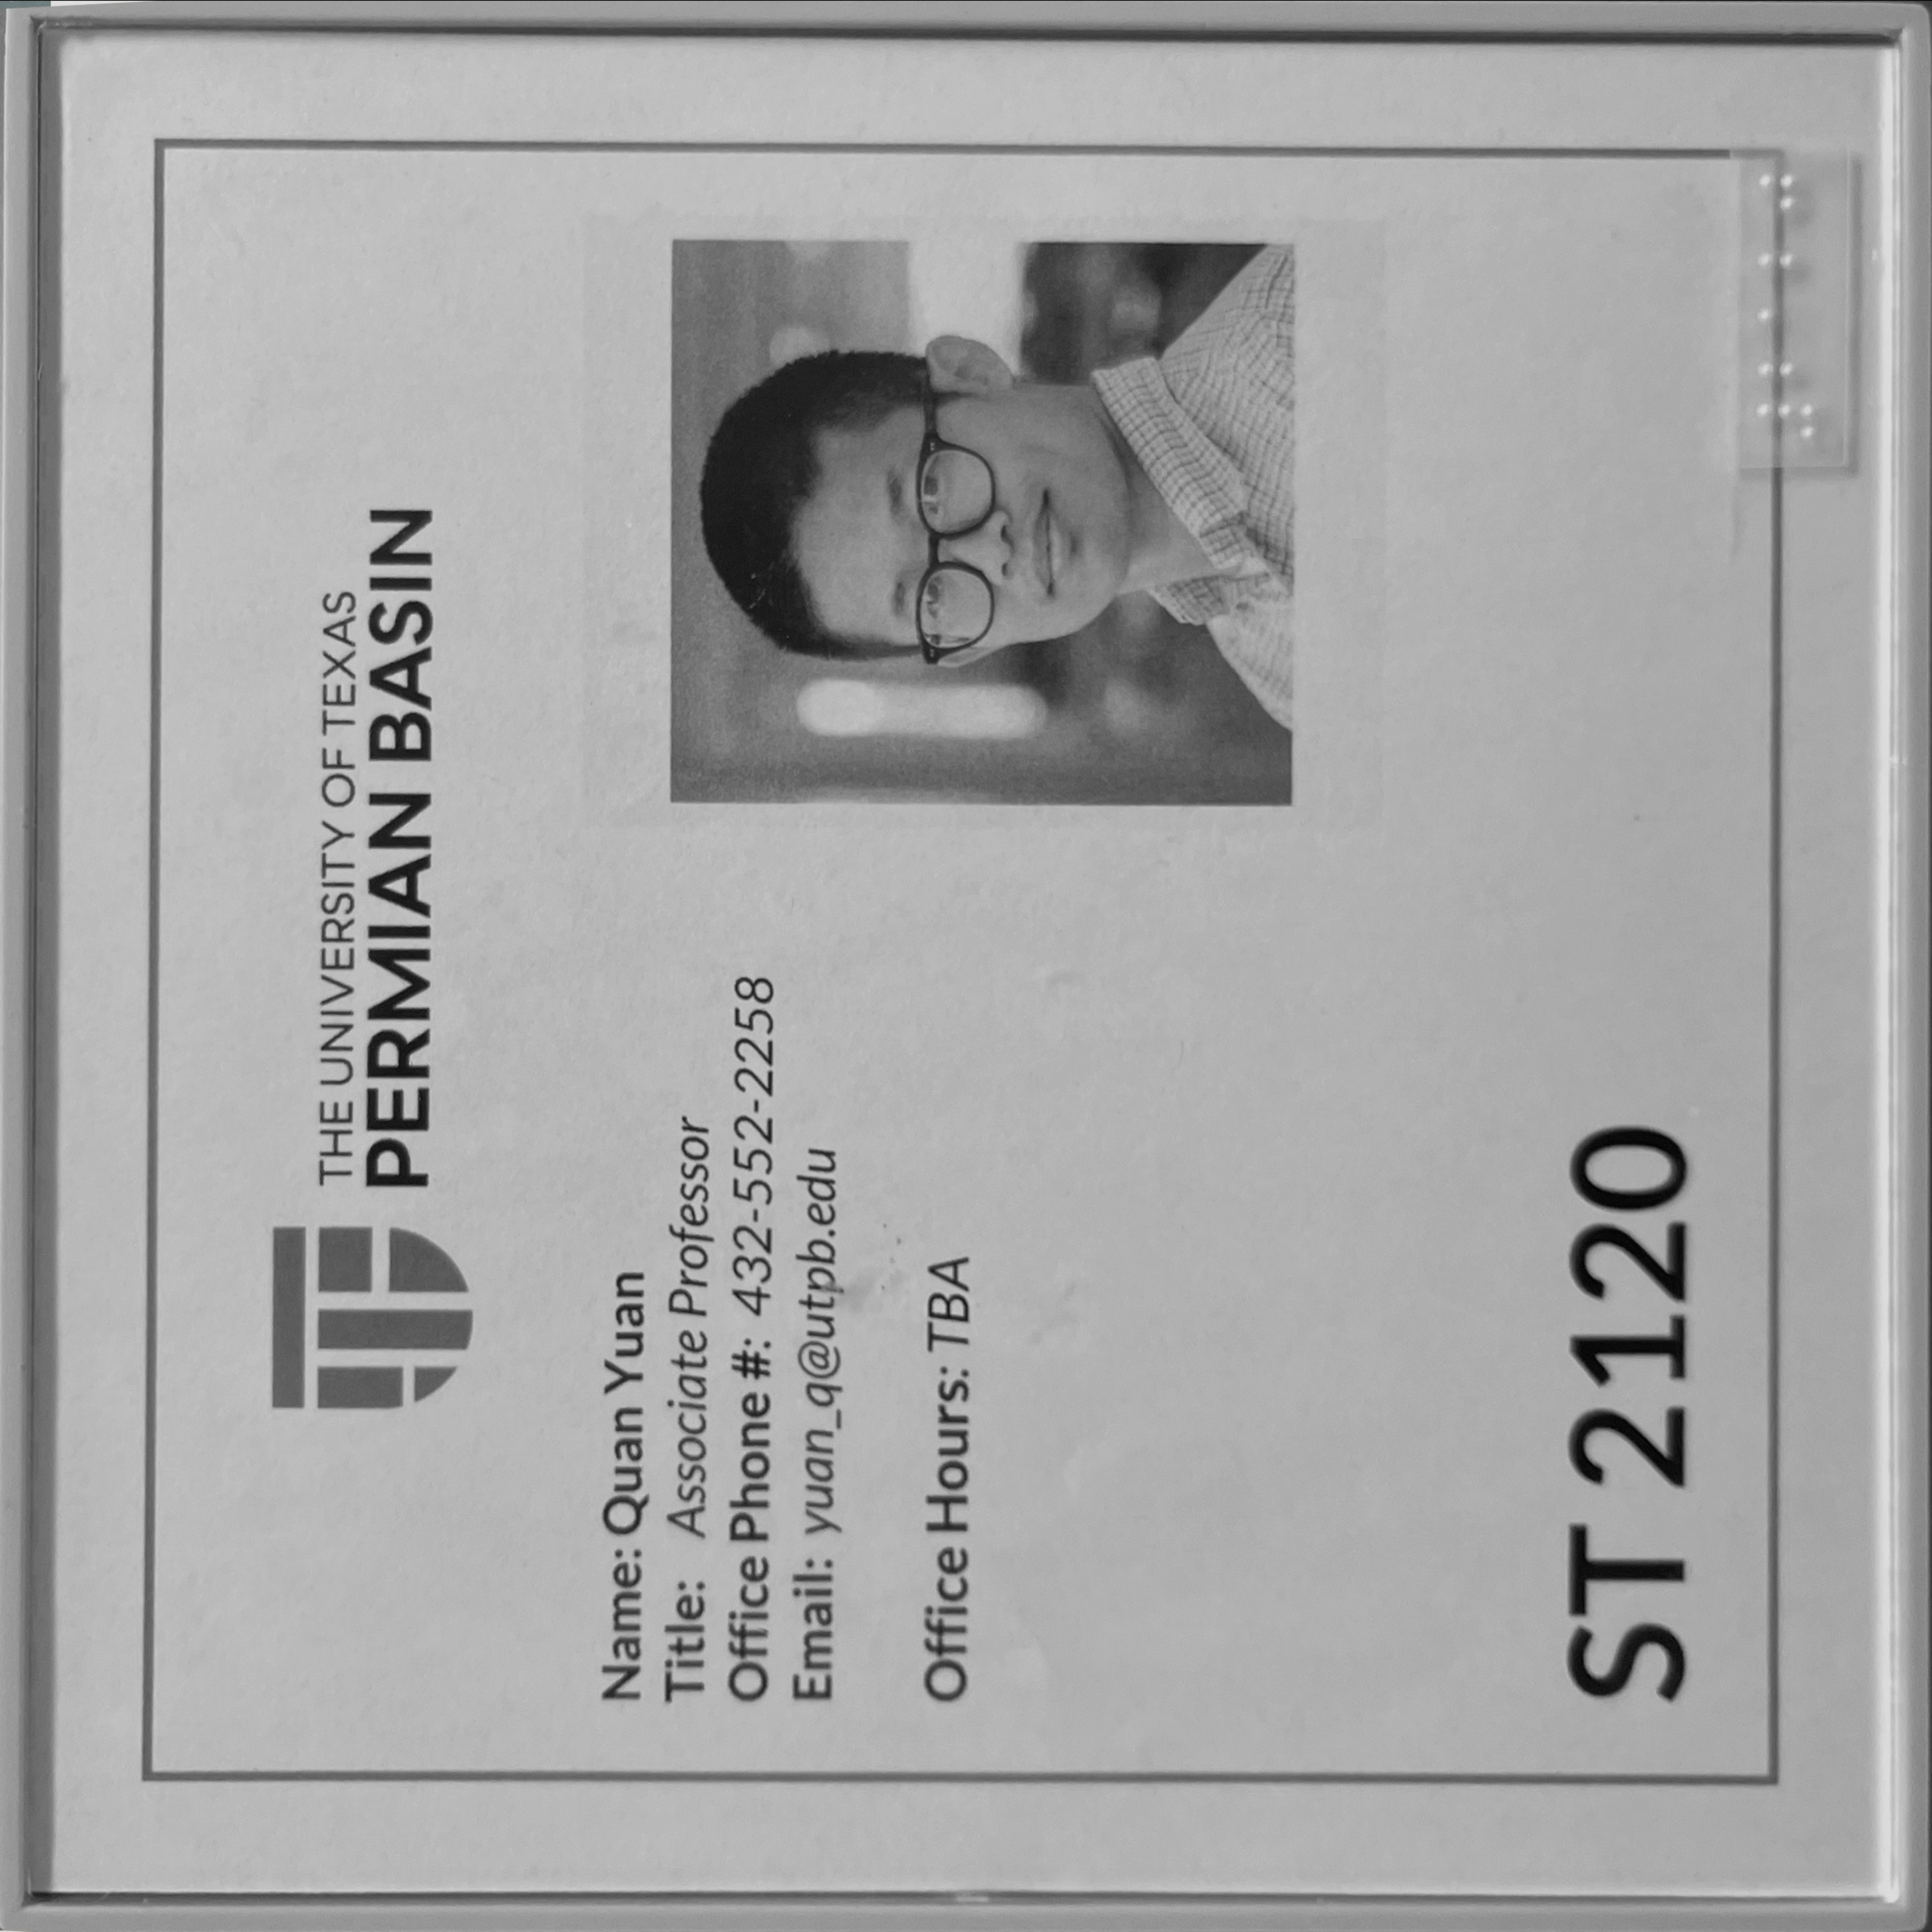 THE UNIVERSITY OF TEXAS
PERMIAN BASIN
Name: Quan Yuan
Title: Associate Professor
Office Phone #: 432-552-2258
Email: yuan_q@utpb.edu
Office Hours: TBA
ST 2120
⠼⠃⠁⠃⠚